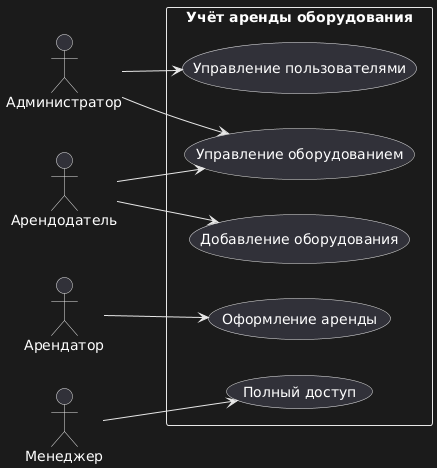 Учёт аренды оборудования
Управление пользователями
Администратор
Управление оборудованием
Арендодатель
Добавление оборудования
Оформление аренды
Арендатор
Полный доступ
Менеджер